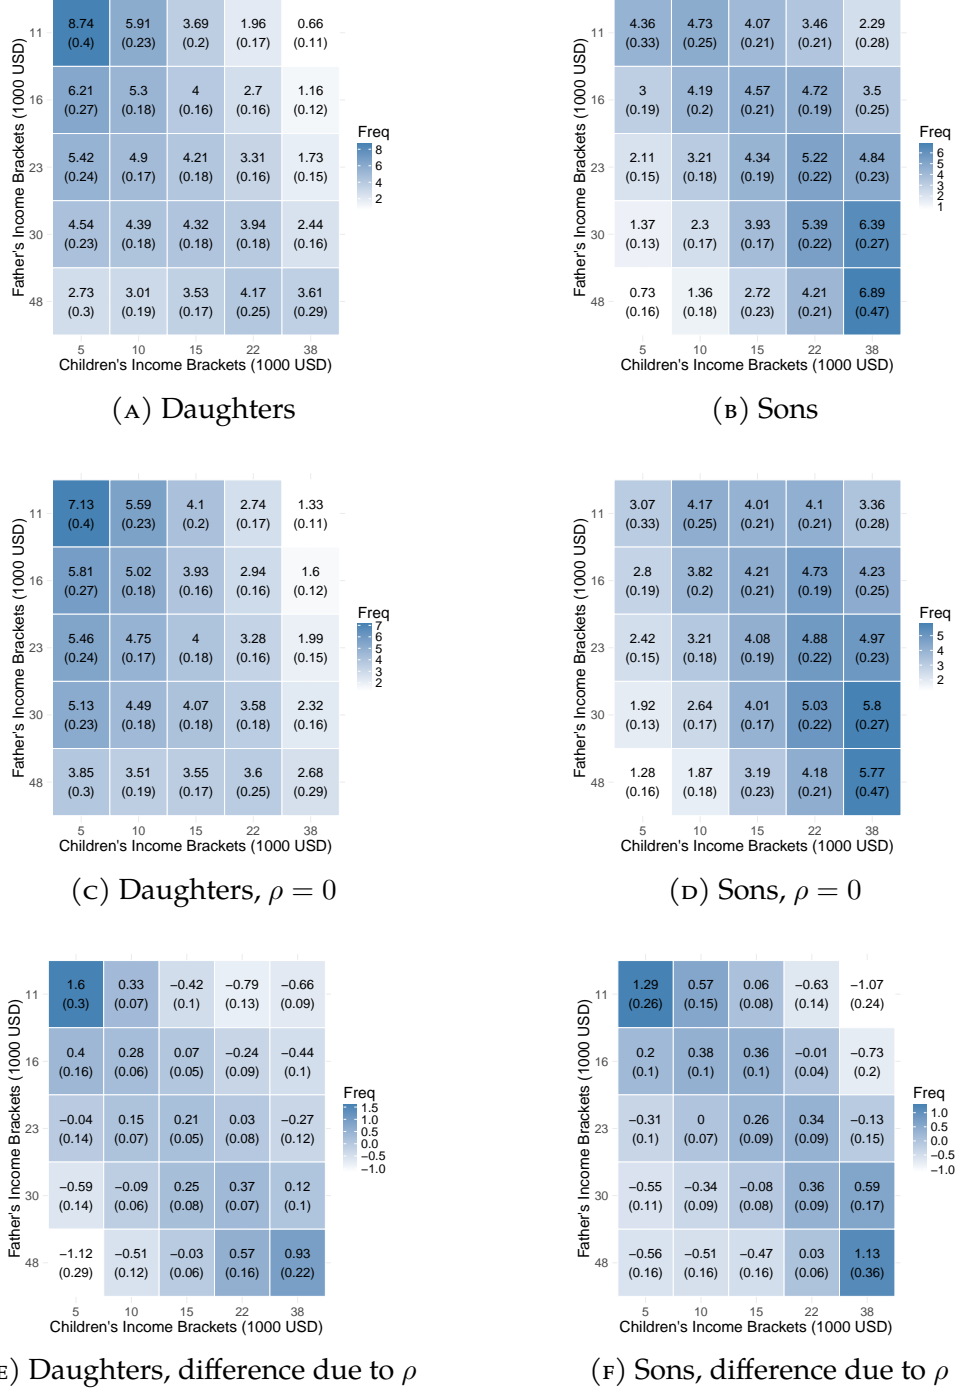 8.74 5.91 3.69 1.96 0.66
11 (0.4) (0.23) (0.2) (0.17) (0.11)
6.21 5.3 4 2.7 1.16
16 (0.27) (0.18) (0.16) (0.16) (0.12)
5.42 4.9 4.21 3.31 1.73
23 (0.24) (0.17) (0.18) (0.16) (0.15)
4.54 4.39 4.32 3.94 2.44
30 (0.23) (0.18) (0.18) (0.18) (0.16)
2.73 3.01 3.53 4.17 3.61
48 (0.3) (0.19) (0.17) (0.25) (0.29)
5 10 15 22 38
Father's Income Brackets (1000 USD)
Children's Income Brackets (1000 USD)
Freq
8
6
4
2
(A) Daughters
4.36 4.73 4.07 3.46 2.29
11 (0.33) (0.25) (0.21) (0.21) (0.28)
3 4.19 4.57 4.72 3.5
16 (0.19) (0.2) (0.21) (0.19) (0.25)
2.11 3.21 4.34 5.22 4.84
23 (0.15) (0.18) (0.19) (0.22) (0.23)
1.37 2.3 3.93 5.39 6.39
30 (0.13) (0.17) (0.17) (0.22) (0.27)
0.73 1.36 2.72 4.21 6.89
48 (0.16) (0.18) (0.23) (0.21) (0.47)
5 10 15 22 38
Father's Income Brackets (1000 USD)
Children's Income Brackets (1000 USD)
Freq
6
5
4
3
2
1
(B) Sons
7.13 5.59 4.1 2.74 1.33
11 (0.4) (0.23) (0.2) (0.17) (0.11)
5.81 5.02 3.93 2.94 1.6
16 (0.27) (0.18) (0.16) (0.16) (0.12)
5.46 4.75 4 3.28 1.99
23 (0.24) (0.17) (0.18) (0.16) (0.15)
5.13 4.49 4.07 3.58 2.32
30 (0.23) (0.18) (0.18) (0.18) (0.16)
3.85 3.51 3.55 3.6 2.68
48 (0.3) (0.19) (0.17) (0.25) (0.29)
5 10 15 22 38
Father's Income Brackets (1000 USD)
Children's Income Brackets (1000 USD)
Freq
7
6
5
4
3
2
(C) Daughters, ρ = 0
3.07 4.17 4.01 4.1 3.36
11 (0.33) (0.25) (0.21) (0.21) (0.28)
2.8 3.82 4.21 4.73 4.23
16 (0.19) (0.2) (0.21) (0.19) (0.25)
2.42 3.21 4.08 4.88 4.97
23 (0.15) (0.18) (0.19) (0.22) (0.23)
1.92 2.64 4.01 5.03 5.8
30 (0.13) (0.17) (0.17) (0.22) (0.27)
1.28 1.87 3.19 4.18 5.77
48 (0.16) (0.18) (0.23) (0.21) (0.47)
5 10 15 22 38
Father's Income Brackets (1000 USD)
Children's Income Brackets (1000 USD)
Freq
5
4
3
2
(D) Sons, ρ = 0
1.6 0.33 −0.42 −0.79 −0.66
11 (0.3) (0.07) (0.1) (0.13) (0.09)
0.4 0.28 0.07 −0.24 −0.44
16 (0.16) (0.06) (0.05) (0.09) (0.1)
−0.04 0.15 0.21 0.03 −0.27
23 (0.14) (0.07) (0.05) (0.08) (0.12)
−0.59 −0.09 0.25 0.37 0.12
30 (0.14) (0.06) (0.08) (0.07) (0.1)
−1.12 −0.51 −0.03 0.57 0.93
48 (0.29) (0.12) (0.06) (0.16) (0.22)
5 10 15 22 38
Father's Income Brackets (1000 USD)
Children's Income Brackets (1000 USD)
Freq
1.5
1.0
0.5
0.0
−0.5
−1.0
E) Daughters, difference due to ρ
1.29 0.57 0.06 −0.63 −1.07
11 (0.26) (0.15) (0.08) (0.14) (0.24)
0.2 0.38 0.36 −0.01 −0.73
16 (0.1) (0.1) (0.1) (0.04) (0.2)
−0.31 0 0.26 0.34 −0.13
23 (0.1) (0.07) (0.09) (0.09) (0.15)
−0.55 −0.34 −0.08 0.36 0.59
30 (0.11) (0.09) (0.08) (0.09) (0.17)
−0.56 −0.51 −0.47 0.03 1.13
48 (0.16) (0.16) (0.16) (0.06) (0.36)
5 10 15 22 38
Father's Income Brackets (1000 USD)
Children's Income Brackets (1000 USD)
Freq
1.0
0.5
0.0
−0.5
−1.0
(F) Sons, difference due to ρ